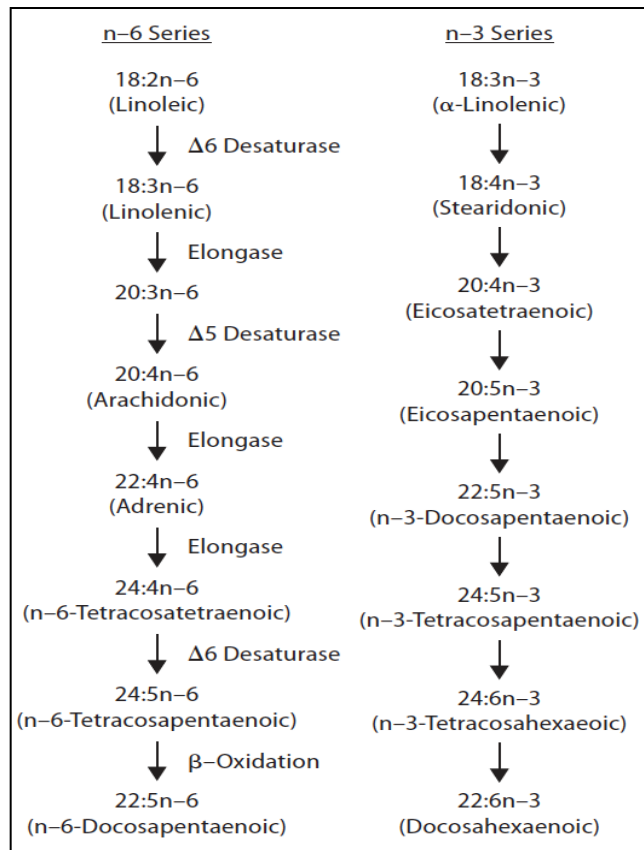 n–6 Series
18:2n–6
(Linoleic)
Δ6 Desaturase
18:3n–6
(Linolenic)
Elongase
20:3n–6
Δ5 Desaturase
20:4n–6
(Arachidonic)
Elongase
22:4n–6
(Adrenic)
Elongase
24:4n–6
(n–6-Tetracosatetraenoic)
Δ6 Desaturase
24:5n–6
(n–6-Tetracosapentaenoic)
β–Oxidation
22:5n–6
(n–6-Docosapentaenoic)
n–3 Series
18:3n–3
(α-Linolenic)
18:4n–3
(Stearidonic)
20:4n–3
(Eicosatetraenoic)
20:5n–3
(Eicosapentaenoic)
22:5n–3
(n–3-Docosapentaenoic)
24:5n–3
(n–3-Tetracosapentaenoic)
24:6n–3
(n–3-Tetracosahexaeoic)
22:6n–3
(Docosahexaenoic)